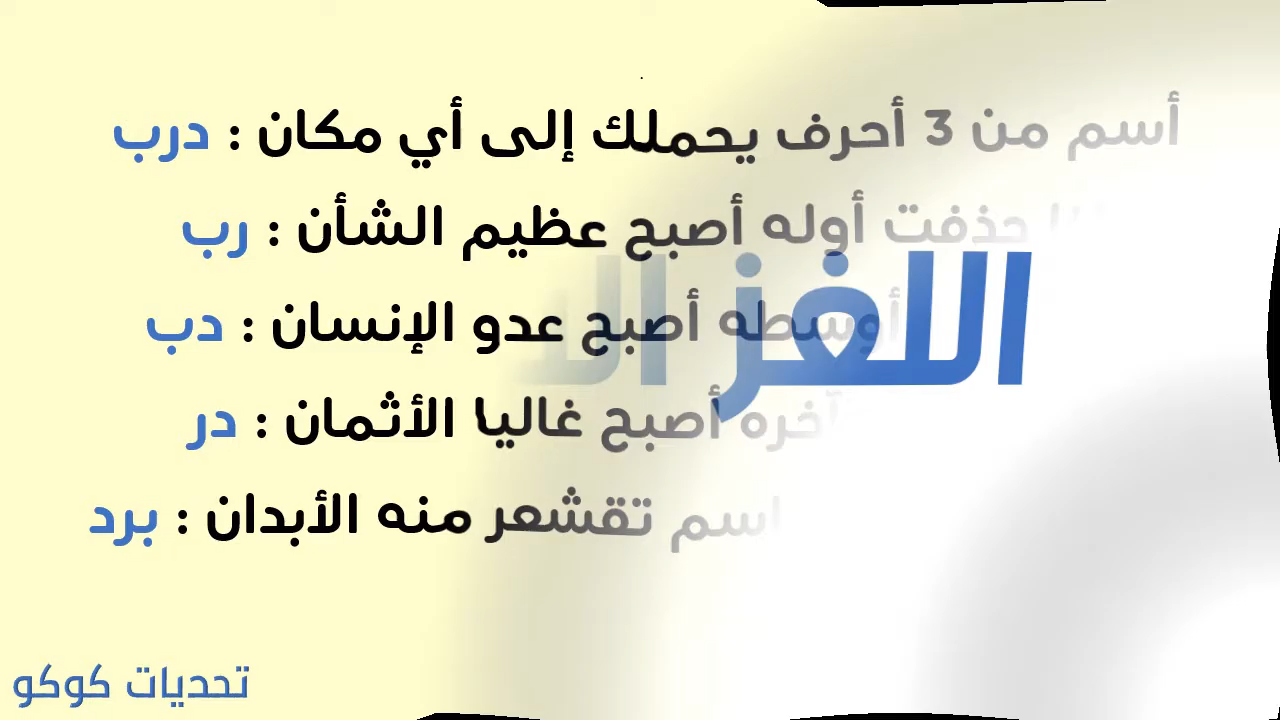 أسم من 3 أحرف يحملك إلى أي مكان : درب
حذفت أوله أصبح عظيم الشأن : رب
أوسطه أصبح عدو الإنسان : دب
آخره أصبح غاليا الأثمان : در
اسم تقشعر منه الأبدان : برد
اللغز
تحديات كوكو